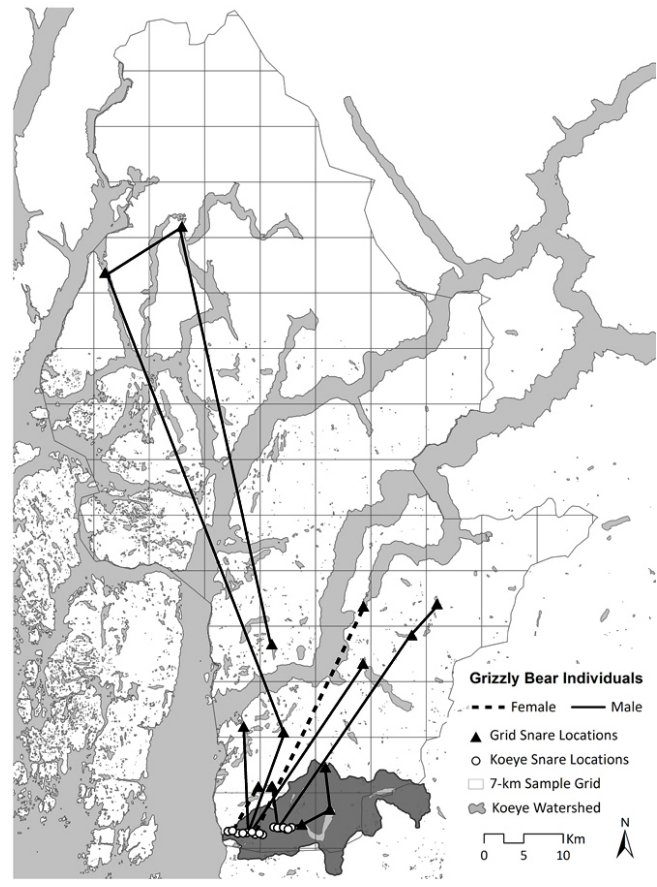 Grizzly Bear Individuals
Female Male
Grid Snare Locations
Koeye Snare Locations
7-km Sample Grid
Koeye Watershed
N
Km
0 5 10